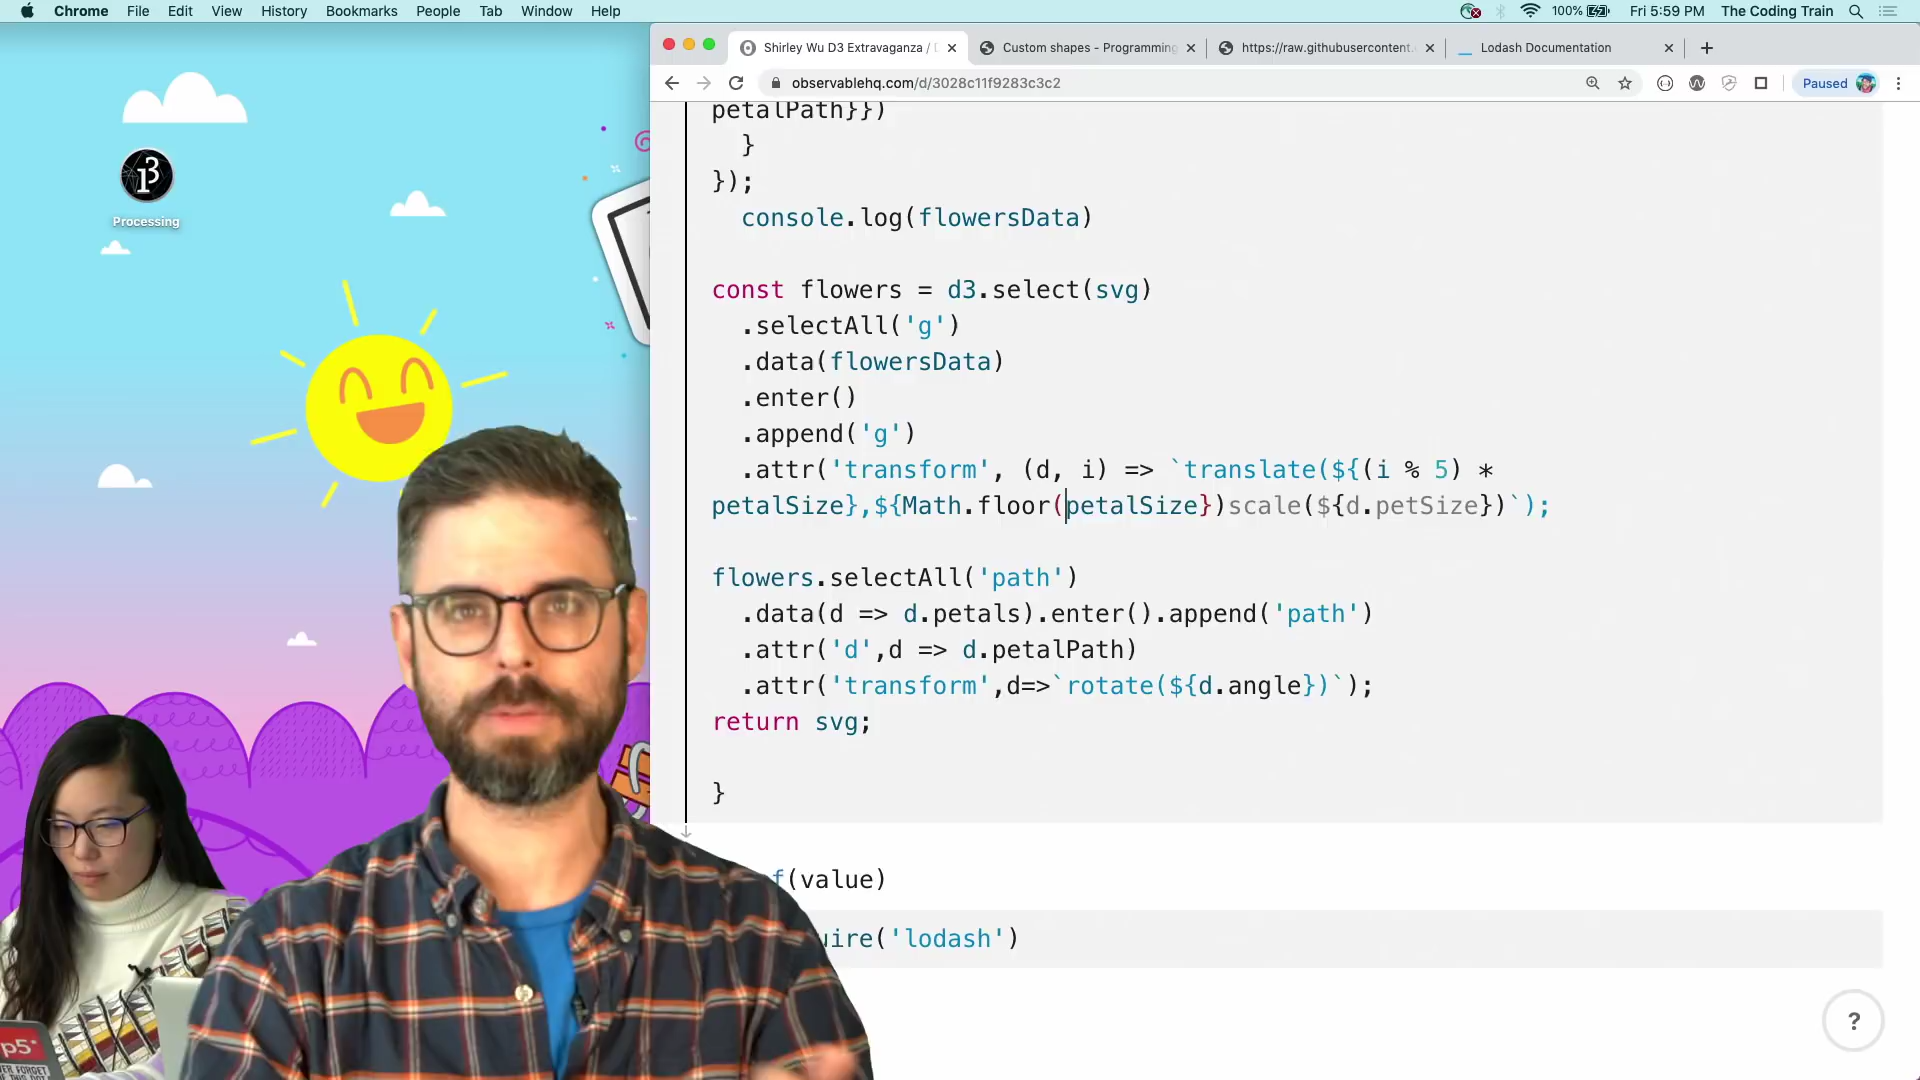 Chrome File Edit View History Bookmarks People Tab Window Help 100% Fri 5:59 PM The Coding Train
Shirley Wu D3 Extravaganza / Custom shapes - Programming https://raw.githubusercontent. Lodash Documentation
observablehq.com/d/3028c11f9283c3c2 Paused
petalPath}})
}
});
console.log(flowersData)
const flowers = d3.select(svg)
.selectAll('g')
.data(flowersData)
.enter()
.append('g')
.attr('transform', (d, i) => `translate(${(i % 5) *
petalSize},${Math.floor(petalSize})scale(${d.petSize})`);
flowers.selectAll('path')
.data(d => d.petals).enter().append('path')
.attr('d',d => d.petalPath)
.attr('transform',d=>`rotate(${d.angle})`);
return svg;
}
f(value)
uire('lodash')
?
Processing
p5*